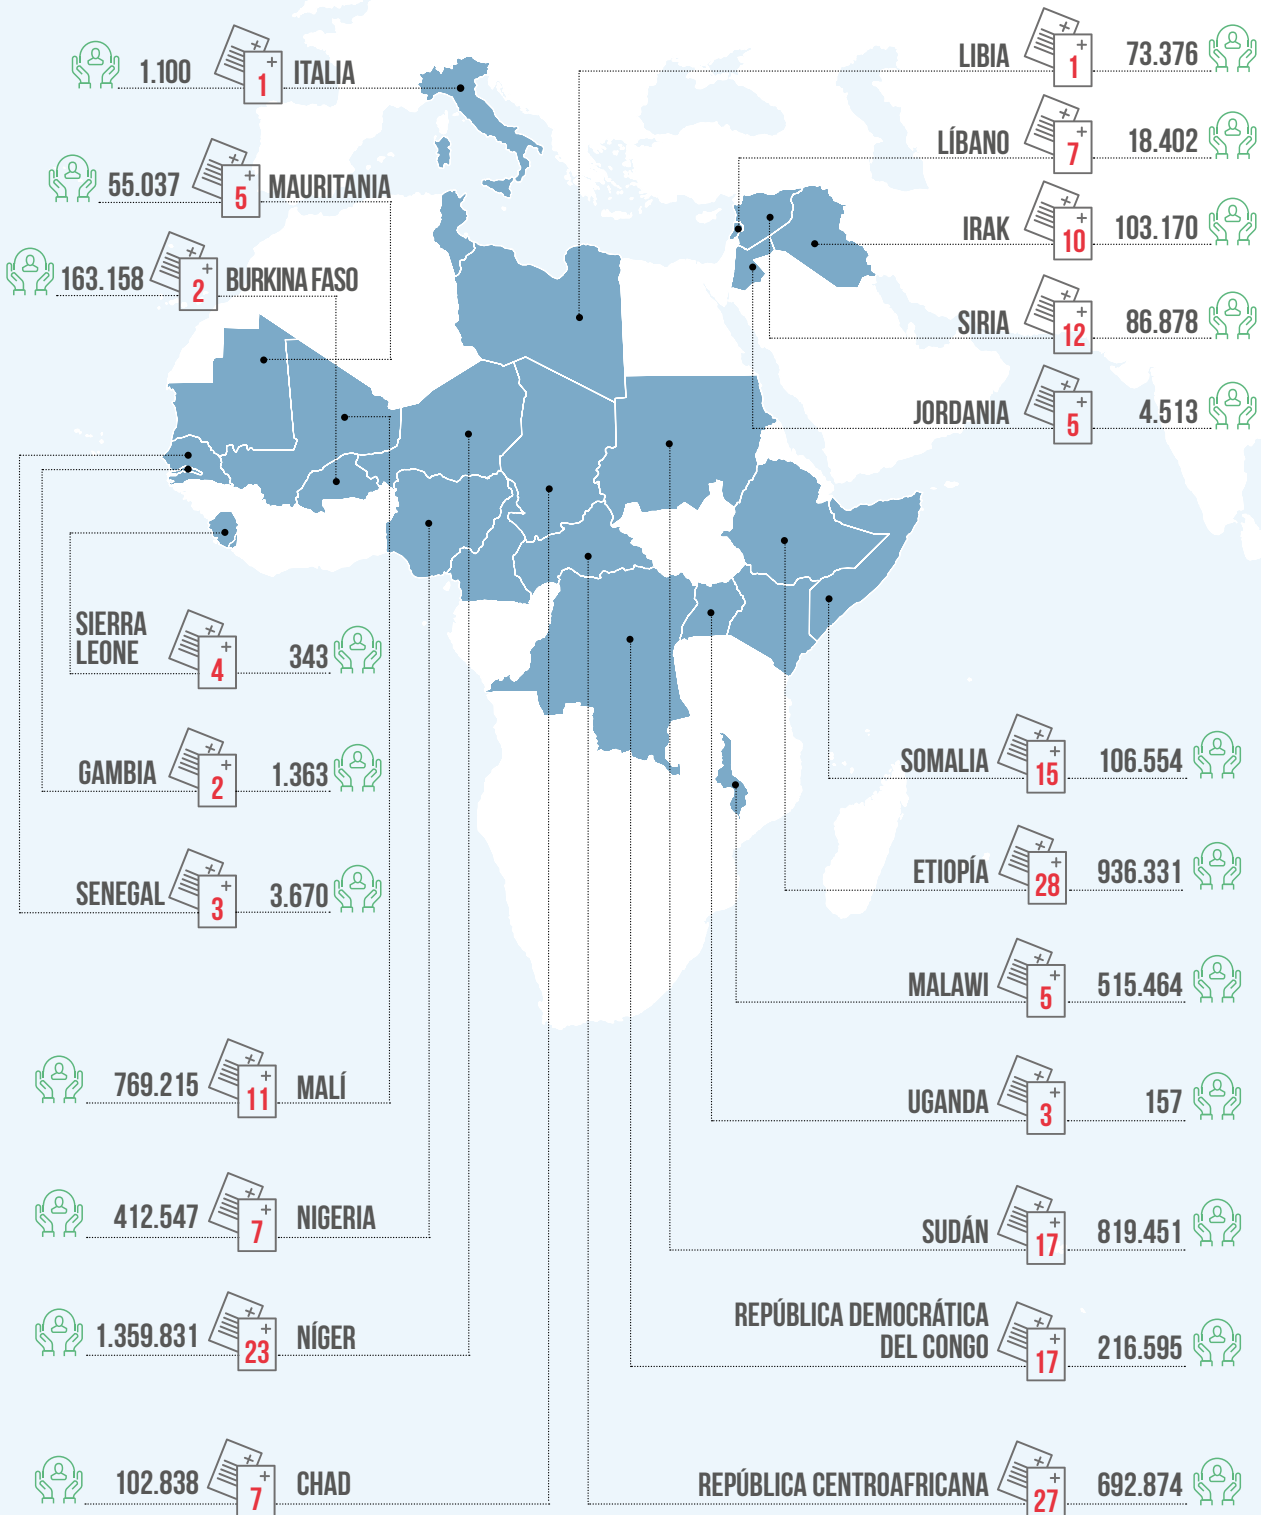 1.100 1 ITALIA
55.037 5 MAURITANIA
163.158 2 BURKINA FASO
LIBIA 1 73.376
LÍBANO 7 18.402
IRAK 10 103.170
SIRIA 12 86.878
JORDANIA 5 4.513
SIERRA
LEONE 4 343
GAMBIA 2 1.363
SENEGAL 3 3.670
769.215 11 MALÍ
412.547 7 NIGERIA
1.359.831 23 NÍGER
102.838 7 CHAD
SOMALIA 15 106.554
ETIOPÍA 28 936.331
MALAWI 5 515.464
UGANDA 3 157
SUDÁN 17 819.451
REPÚBLICA DEMOCRÁTICA
DEL CONGO 17 216.595
REPÚBLICA CENTROAFRICANA 27 692.874